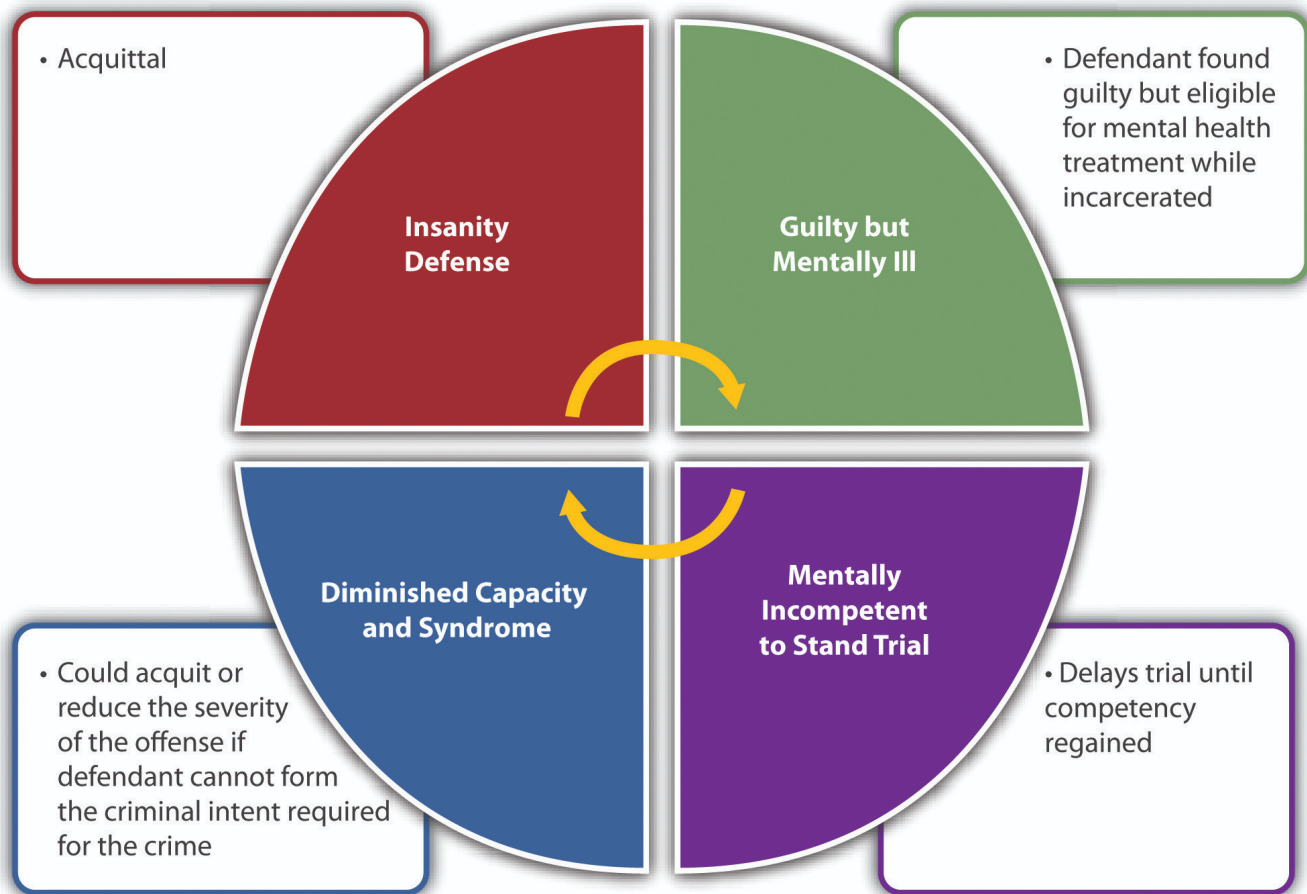 • Acquittal
Insanity
Defense
Guilty but
Mentally Ill
• Defendant found
guilty but eligible
for mental health
treatment while
incarcerated
Diminished Capacity
and Syndrome
• Could acquit or
reduce the severity
of the offense if
defendant cannot form
the criminal intent required
for the crime
Mentally
Incompetent
to Stand Trial
• Delays trial until
competency
regained